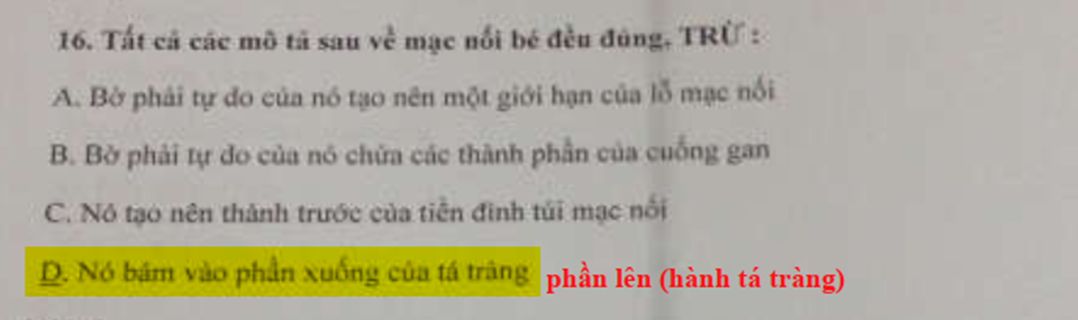 16. Tất cả các mô tả sau về mạc nối bé đều đúng, TRỪ :
A. Bờ phải tự do của nó tạo nên một giới hạn của lỗ mạc nối
B. Bờ phải tự do của nó chứa các thành phần của cuống gan
C. Nó tạo nên thành trước của tiền đình túi mạc nối
D. Nó bám vào phần xuống của tá tràng phần lên (hành tá tràng)